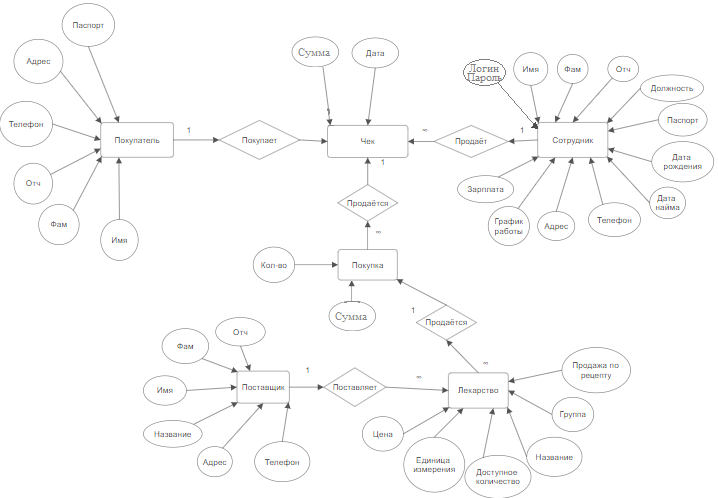 Паспорт
Адрес
Телефон
Отч
Фам
Имя
Покупатель
1
Покупает
Сумма
Дата
1
Чек
∞
Продаёт
1
Логин
Пароль
Имя
Фам
Отч
Должность
Паспорт
Дата
рождения
Дата
найма
Телефон
Адрес
График
работы
Зарплата
Сотрудник
1
Продаётся
∞
Кол-во
Покупка
Сумма
1
Продаётся
∞
Отч
Фам
Имя
Название
Адрес
Телефон
Поставщик
1
Поставляет
∞
Лекарство
Продажа по
рецепту
Группа
Название
Доступное
количество
Единица
измерения
Цена